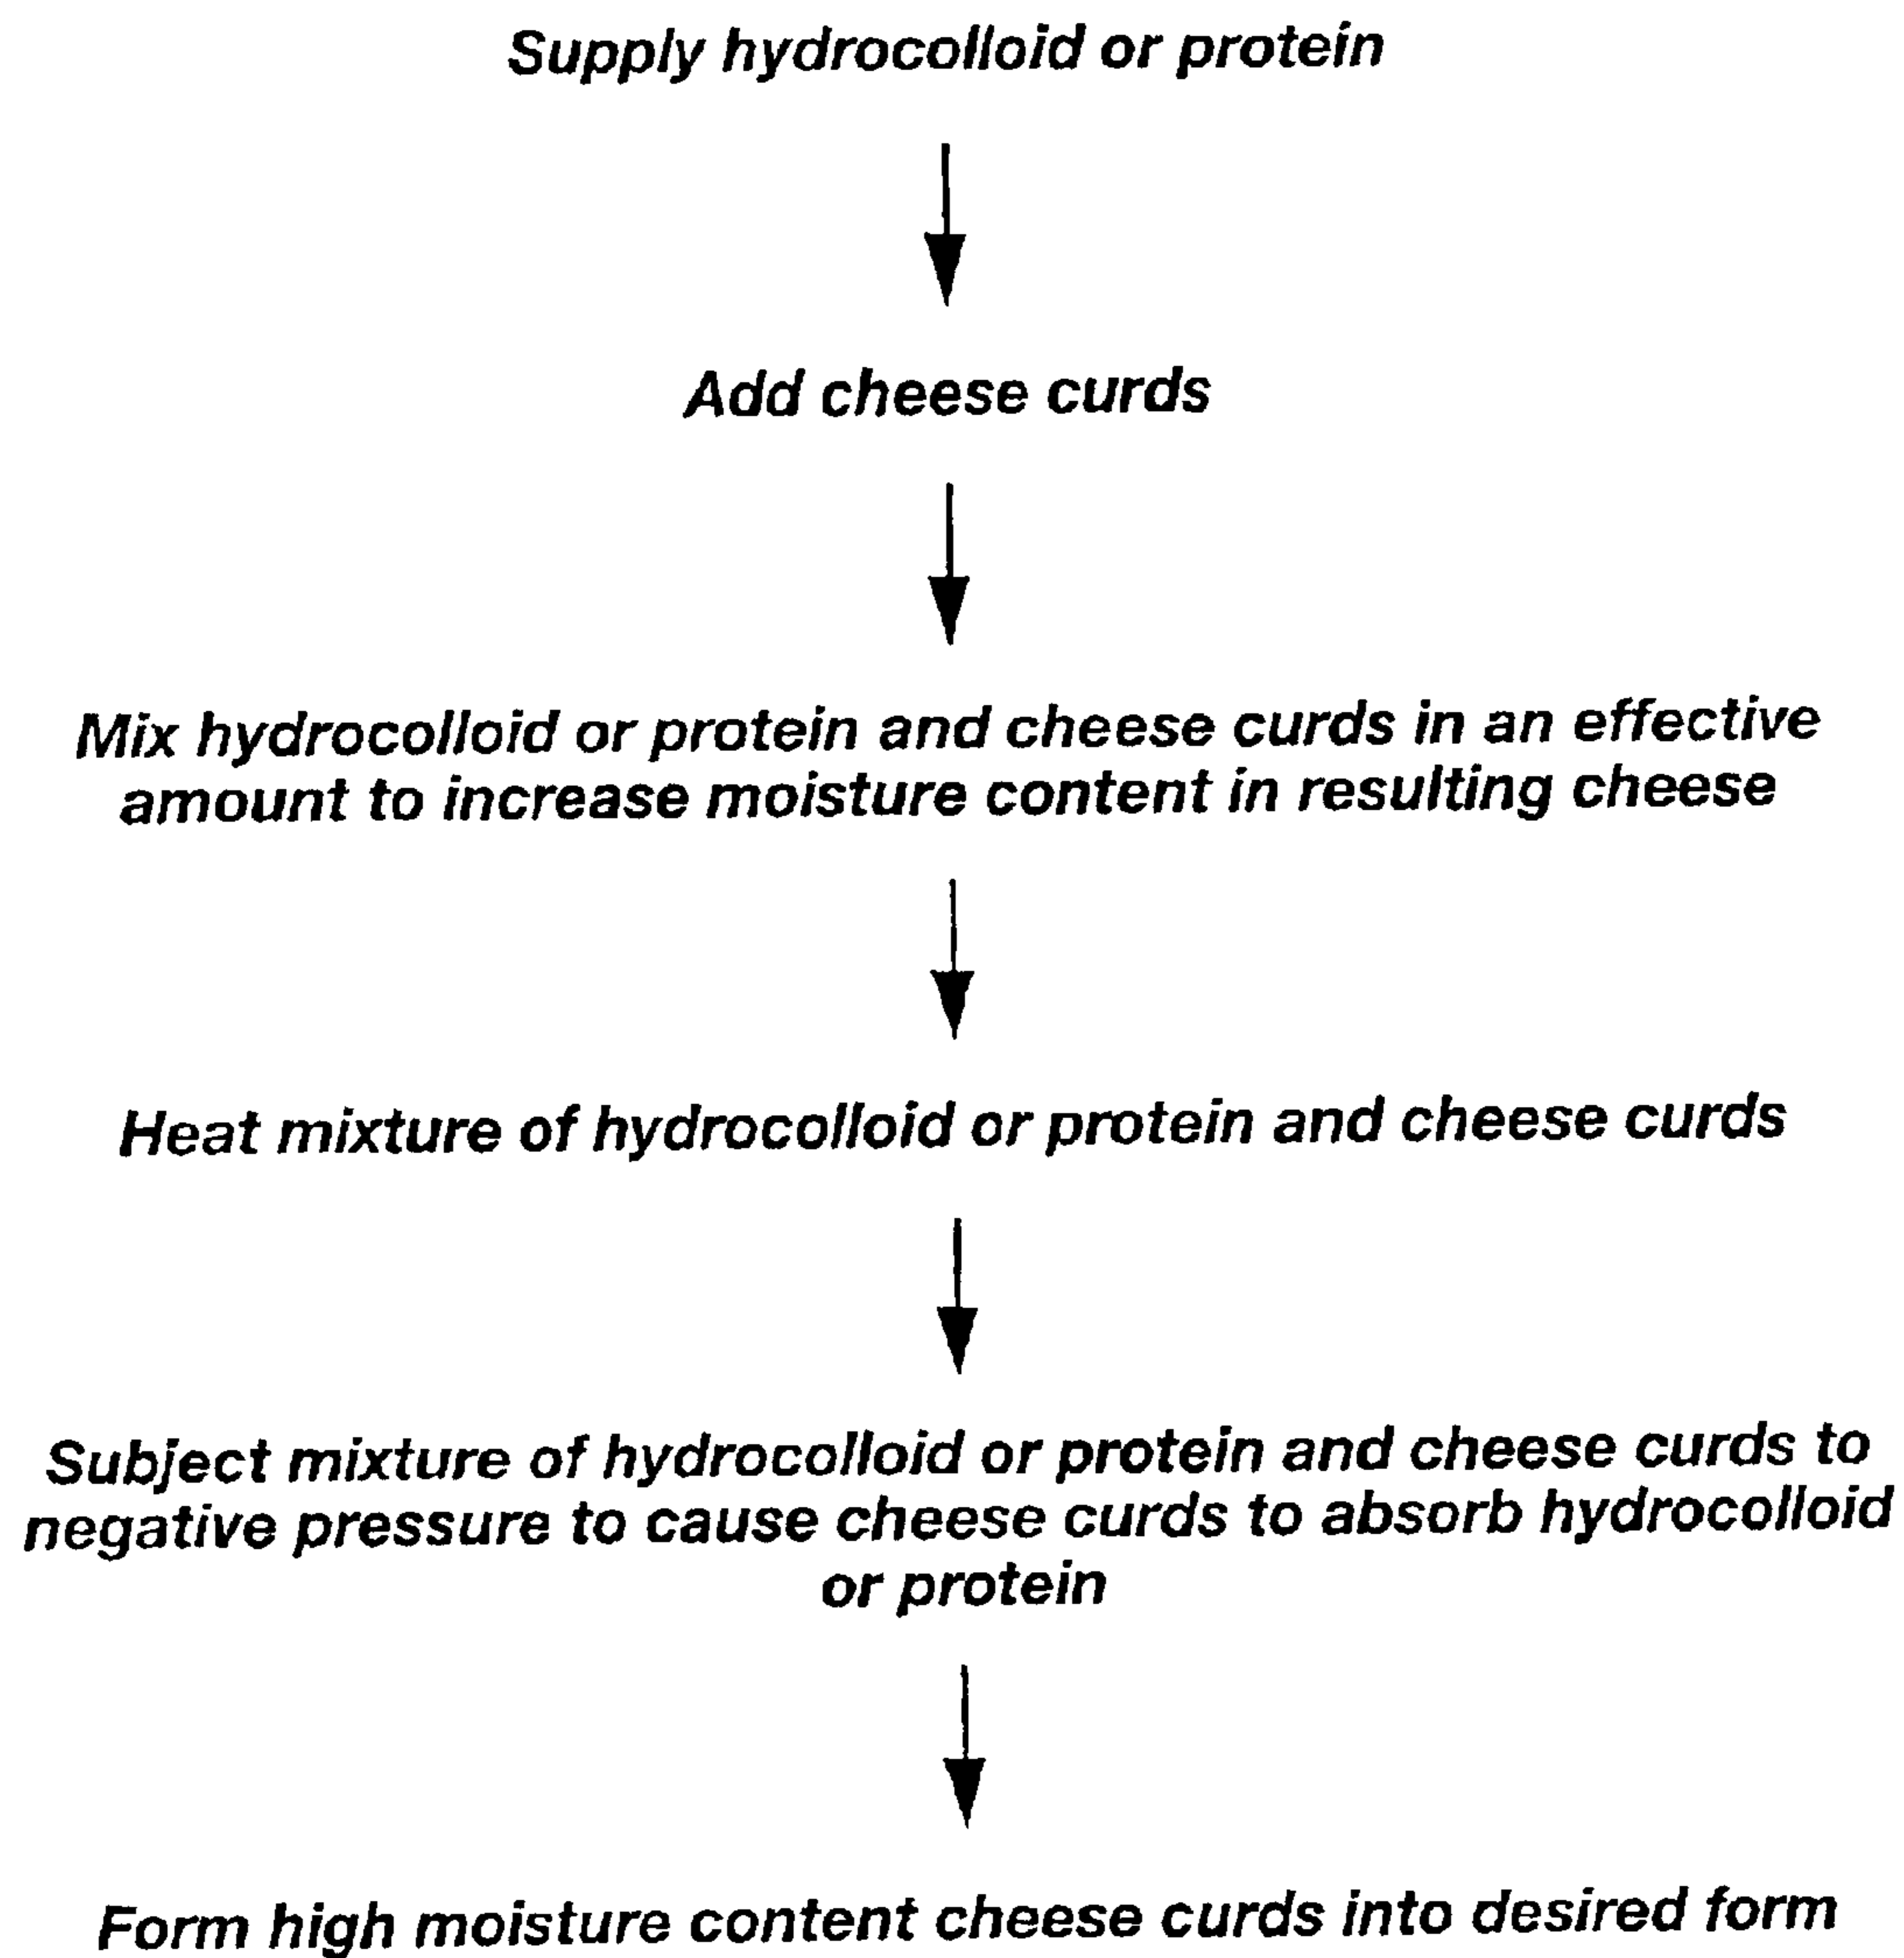 Supply hydrocolloid or protein
Add cheese curds
Mix hydrocolloid or protein and cheese curds in an effective
amount to increase moisture content in resulting cheese
Heat mixture of hydrocolloid or protein and cheese curds
Subject mixture of hydrocolloid or protein and cheese curds to
negative pressure to cause cheese curds to absorb hydrocolloid
or protein
Form high moisture content cheese curds into desired form